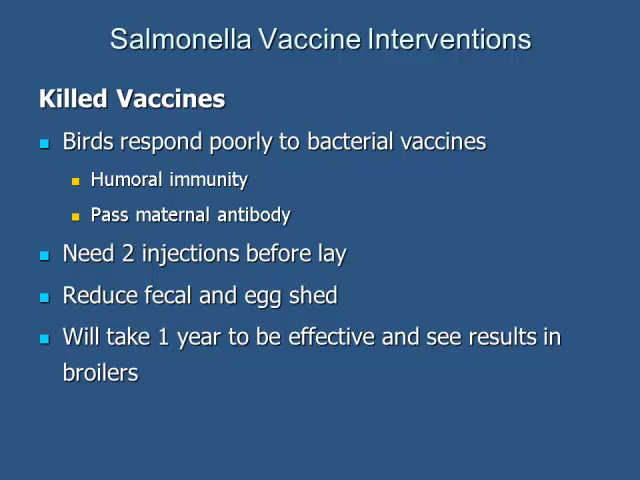 Salmonella Vaccine Interventions
Killed Vaccines
Birds respond poorly to bacterial vaccines
Humoral immunity
Pass maternal antibody
Need 2 injections before lay
Reduce fecal and egg shed
Will take 1 year to be effective and see results in
broilers